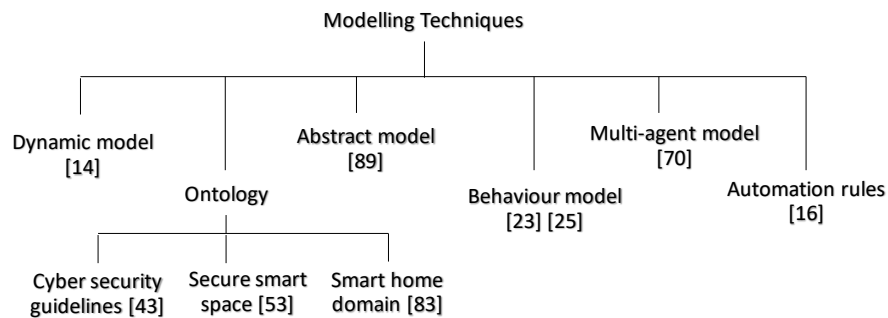 Modelling Techniques
Dynamic model
[14]
Ontology
Cyber security
guidelines [43]
Secure smart
space [53]
Smart home
domain [83]
Abstract model
[89]
Behaviour model
[23] [25]
Multi-agent model
[70]
Automation rules
[16]